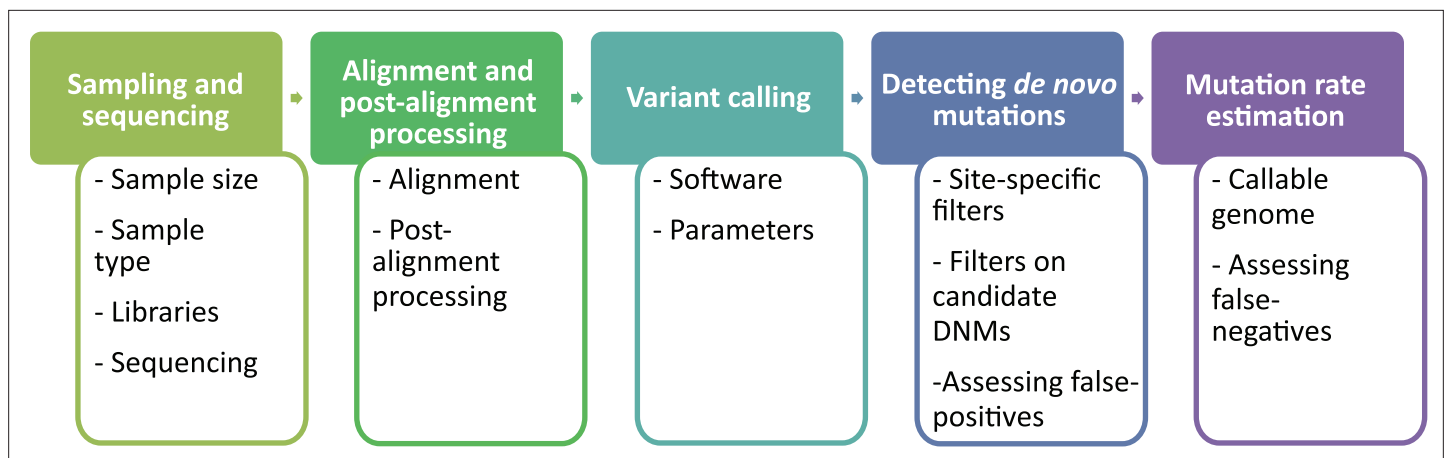 Sampling and
sequencing
- Sample size
- Sample
type
- Libraries
- Sequencing
Alignment and
post-alignment
processing
- Alignment
- Post-
alignment
processing
Variant calling
- Software
- Parameters
Detecting de novo
mutations
- Site-specific
filters
- Filters on
candidate
DNMs
-Assessing false-
positives
Mutation rate
estimation
- Callable
genome
- Assessing
false-
negatives